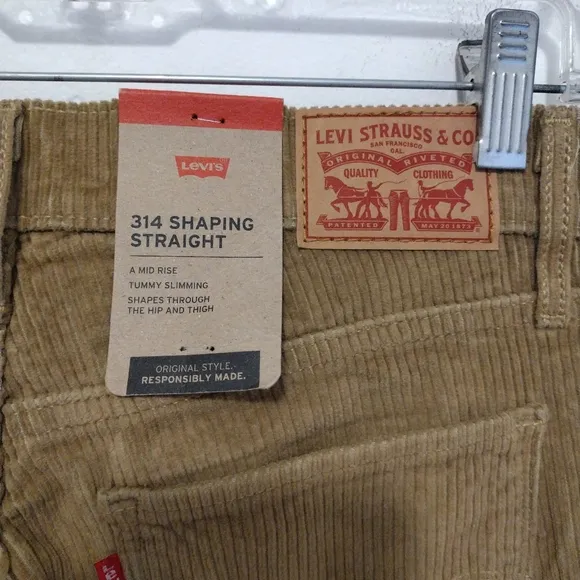 Levi's
314 SHAPING
STRAIGHT
A MID RISE
TUMMY SLIMMING
SHAPES THROUGH
THE HIP AND THIGH
ORIGINAL STYLE.
RESPONSIBLY MADE.
LEVI STRAUSS & CO
SAN FRANCISCO
CAL.
ORIGINAL RIVETED
QUALITY CLOTHING
PATENTED MAY 20 1873